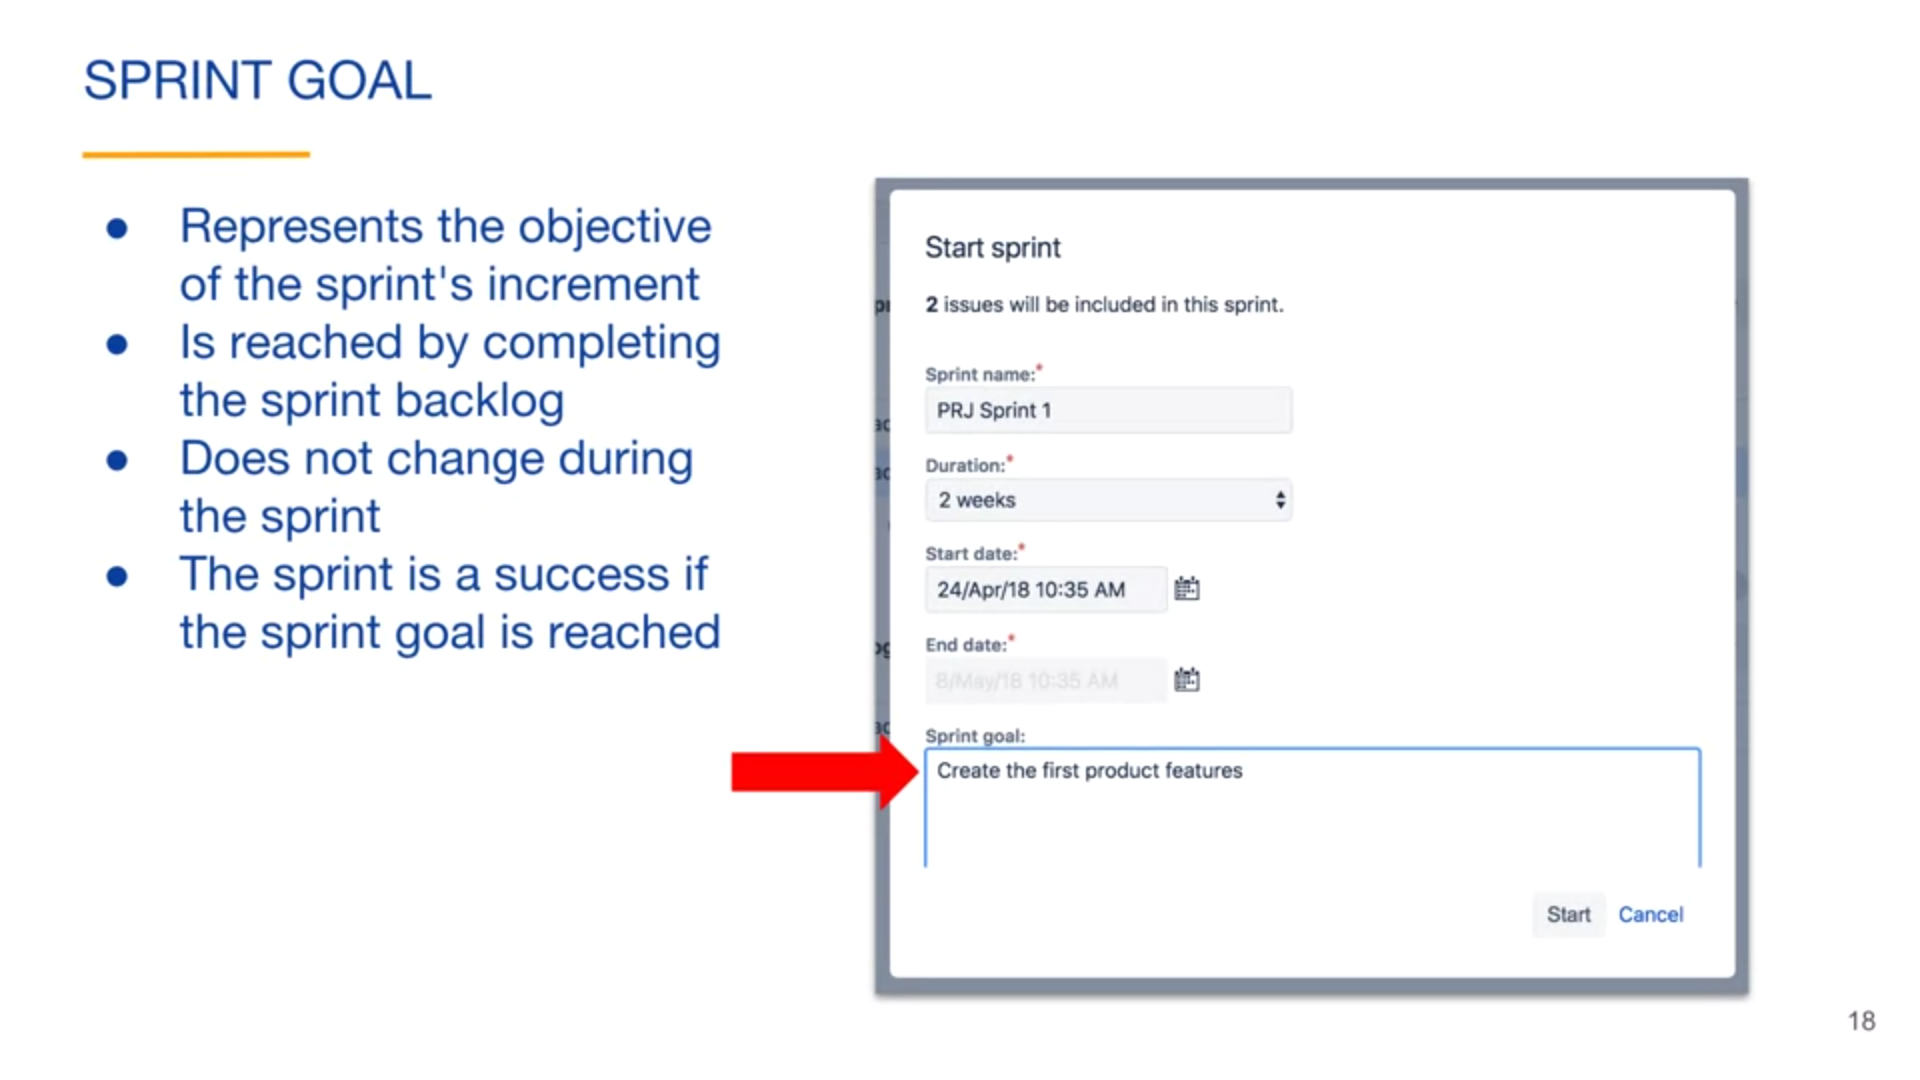 SPRINT GOAL
● Represents the objective
of the sprint's increment
● Is reached by completing
the sprint backlog
● Does not change during
the sprint
● The sprint is a success if
the sprint goal is reached
Start sprint
2 issues will be included in this sprint.
Sprint name:*
PRJ Sprint 1
Duration:*
2 weeks
Start date:*
24/Apr/18 10:35 AM
End date:*
8/May/18 10:35 AM
Sprint goal:
Create the first product features
Start Cancel
18